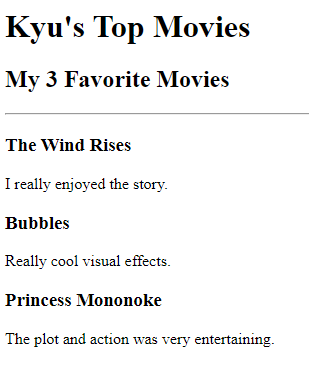 Kyu's Top Movies
My 3 Favorite Movies
The Wind Rises
I really enjoyed the story.
Bubbles
Really cool visual effects.
Princess Mononoke
The plot and action was very entertaining.